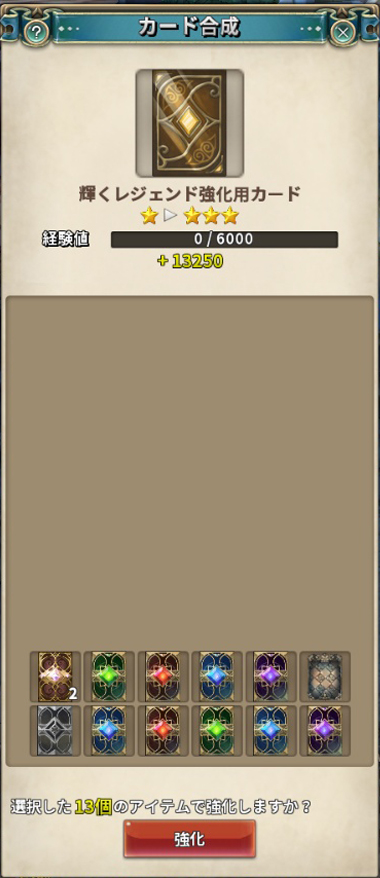 ?
カード合成
輝くレジェンド強化用カード
経験値 0 / 6000
+ 13250
2
選択した 13個のアイテムで強化しますか？
強化